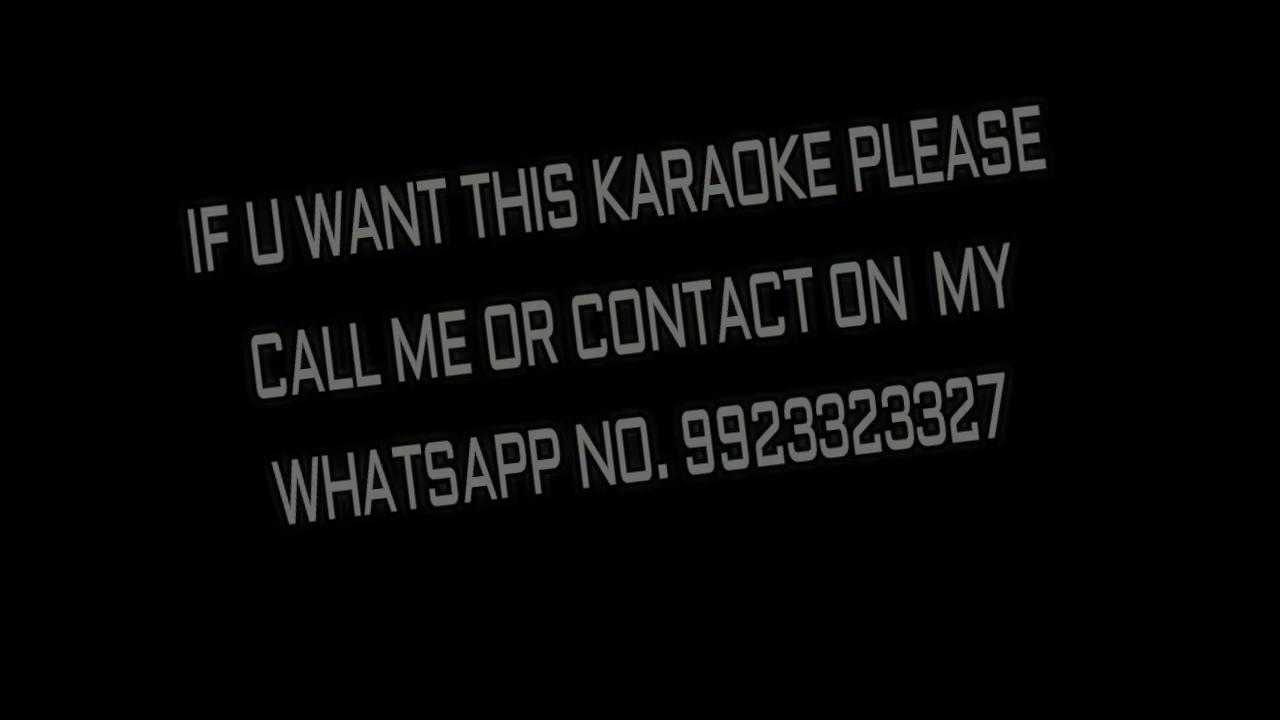 IF U WANT THIS KARAOKE PLEASE
CALL ME OR CONTACT ON MY
WHATSAPP NO. 9923323327